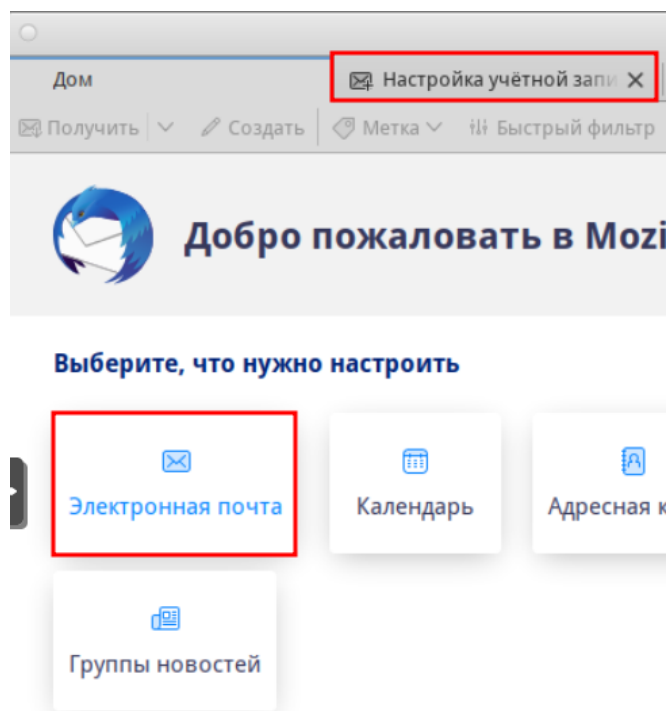 Дом
Настройка учётной запи
Получить Создать Метка Быстрый фильтр
Добро пожаловать в Mozi
Выберите, что нужно настроить
Электронная почта
Календарь
Адресная к
Группы новостей